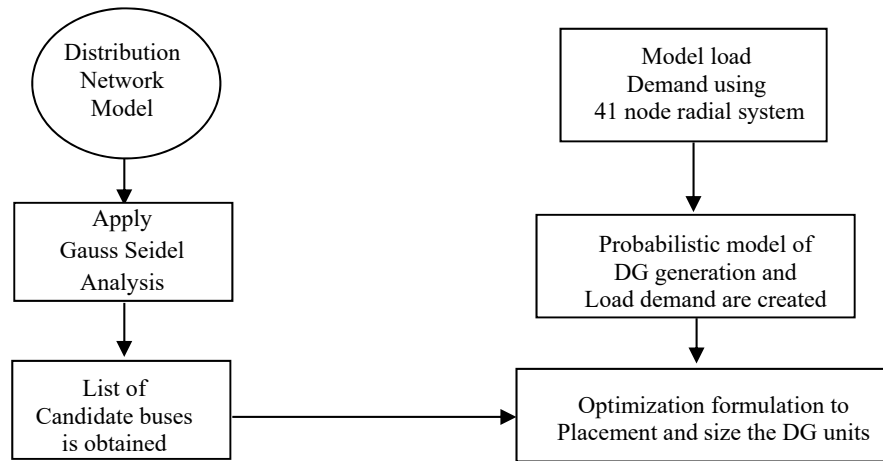 Distribution
Network
Model
Apply
Gauss Seidel
Analysis
List of
Candidate buses
is obtained
Model load
Demand using
41 node radial system
Probabilistic model of
DG generation and
Load demand are created
Optimization formulation to
Placement and size the DG units